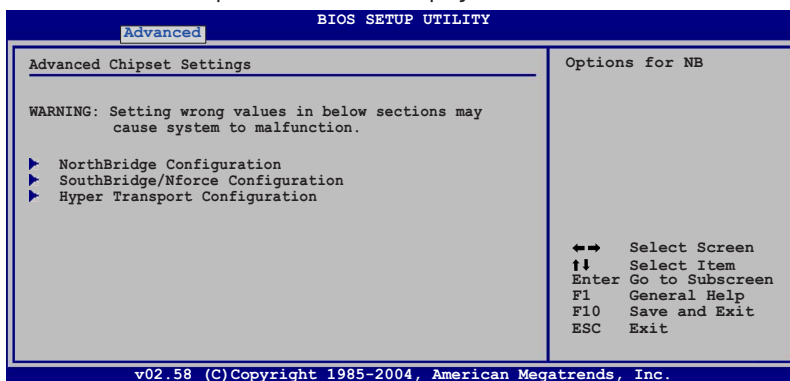 BIOS SETUP UTILITY
Advanced
Advanced Chipset Settings
WARNING: Setting wrong values in below sections may
cause system to malfunction.
NorthBridge Configuration
SouthBridge/Nforce Configuration
Hyper Transport Configuration
Options for NB
←→ Select Screen
↑↓ Select Item
Enter Go to Subscreen
F1 General Help
F10 Save and Exit
ESC Exit
v02.58 (C)Copyright 1985-2004, American Megatrends, Inc.